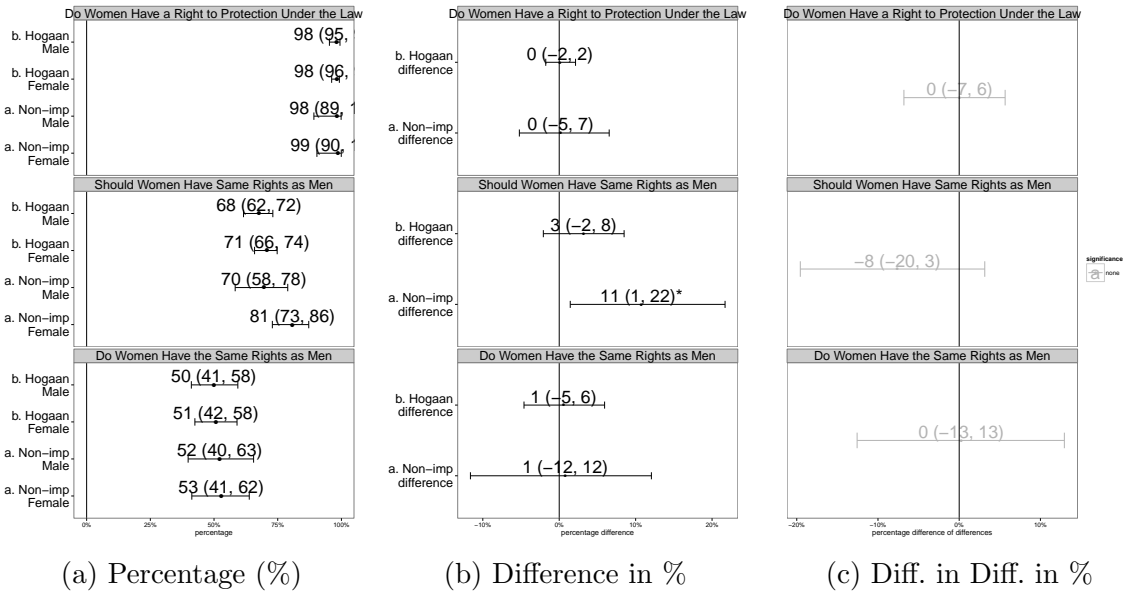 Do Women Have a Right to Protection Under the Law
b. Hogaan
Male
98 (95,
b. Hogaan
Female
98 (96,
a. Non-imp
Male
98 (89, 1
a. Non-imp
Female
99 (90, 1
Should Women Have Same Rights as Men
b. Hogaan
Male
68 (62, 72)
b. Hogaan
Female
71 (66, 74)
a. Non-imp
Male
70 (58, 78)
a. Non-imp
Female
81 (73, 86)
Do Women Have the Same Rights as Men
b. Hogaan
Male
50 (41, 58)
b. Hogaan
Female
51 (42, 58)
a. Non-imp
Male
52 (40, 63)
a. Non-imp
Female
53 (41, 62)
0%
25%
50%
75%
100%
percentage
(a) Percentage (%)
Do Women Have a Right to Protection Under the Law
b. Hogaan
difference
0 (−2, 2)
a. Non-imp
difference
0 (−5, 7)
Should Women Have Same Rights as Men
b. Hogaan
difference
3 (−2, 8)
a. Non-imp
difference
11 (1, 22)*
Do Women Have the Same Rights as Men
b. Hogaan
difference
1 (−5, 6)
a. Non-imp
difference
1 (−12, 12)
−10%
0%
10%
20%
percentage difference
(b) Difference in %
Do Women Have a Right to Protection Under the Law
0 (−7, 6)
Should Women Have Same Rights as Men
−8 (−20, 3)
Do Women Have the Same Rights as Men
0 (−13, 13)
−20%
−10%
0%
10%
percentage difference of differences
significance
a
none
(c) Diff. in Diff. in %